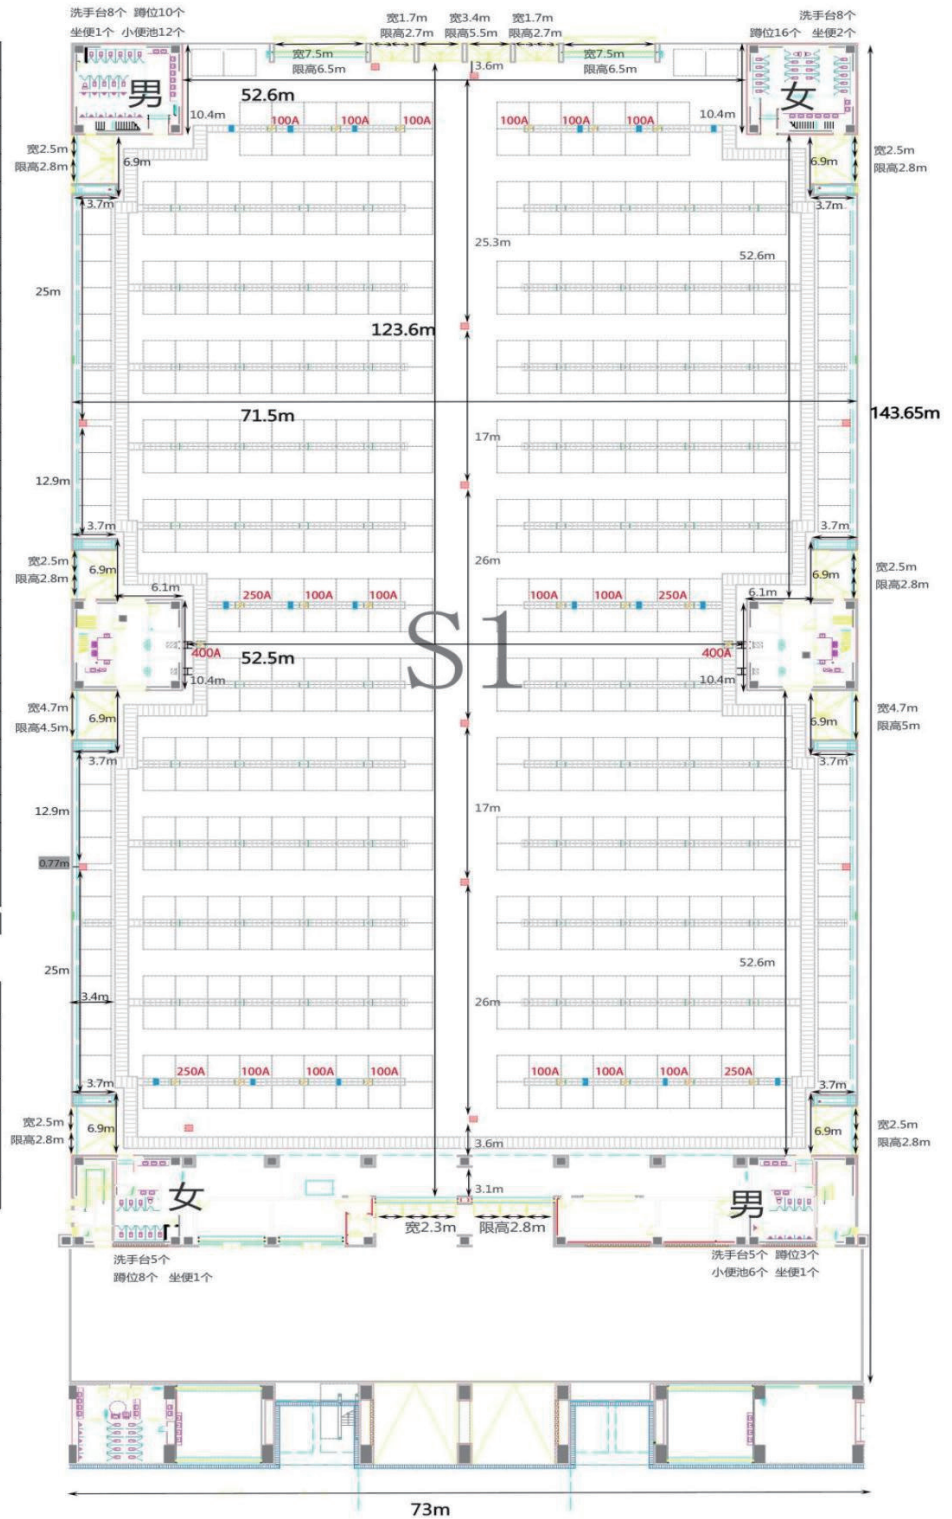 洗手台8个 蹲位10个
坐便1个 小便池12个
宽1.7m
限高2.7m
宽3.4m
限高5.5m
宽1.7m
限高2.7m
洗手台8个
蹲位16个 坐便2个
宽7.5m
限高6.5m
3.6m
宽7.5m
限高6.5m
男
女
52.6m
10.4m
10.4m
100A
100A
100A
100A
100A
100A
宽2.5m
限高2.8m
6.9m
6.9m
宽2.5m
限高2.8m
3.7m
3.7m
25.3m
52.6m
25m
123.6m
71.5m
143.65m
17m
12.9m
3.7m
3.7m
宽2.5m
限高2.8m
6.9m
26m
6.9m
宽2.5m
限高2.8m
6.1m
6.1m
250A
100A
100A
100A
100A
250A
S1
400A
52.5m
400A
10.4m
10.4m
宽4.7m
限高4.5m
6.9m
6.9m
宽4.7m
限高5m
3.7m
3.7m
12.9m
17m
0.77m
25m
52.6m
3.4m
26m
250A
100A
100A
100A
100A
100A
100A
250A
3.7m
3.7m
宽2.5m
限高2.8m
6.9m
6.9m
宽2.5m
限高2.8m
3.6m
女
3.1m
男
宽2.3m
限高2.8m
洗手台5个
蹲位8个 坐便1个
洗手台5个 蹲位3个
小便池6个 坐便1个
73m